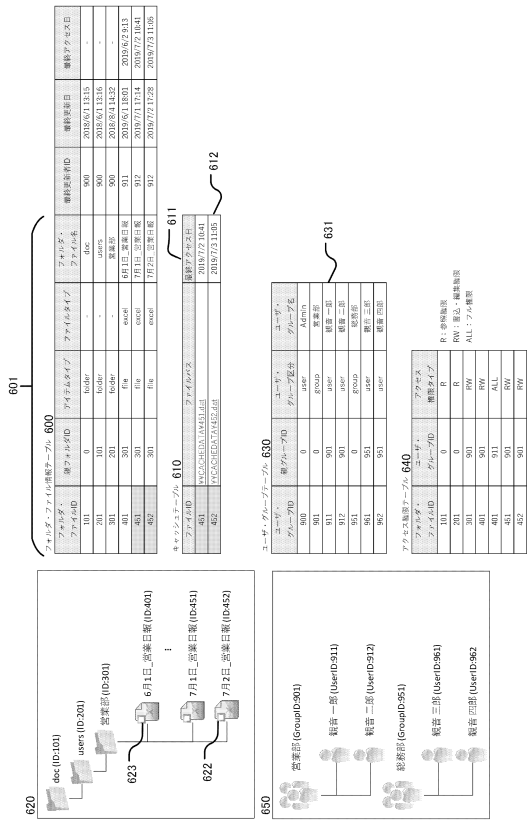 601
フォルダ・ファイル情報テーブル 600
フォルダ・ファイルID 親フォルダID アイテムタイプ ファイルタイプ フォルダ・ファイル名 最終更新者ID 最終更新日 最終アクセス日
101 0 folder - doc 900 2018/6/1 13:15 -
201 101 folder - users 900 2018/6/1 13:16 -
301 201 folder - 営業部 900 2018/8/4 14:32 -
401 301 file excel 6月1日_営業日報 911 2019/6/1 18:01 2019/6/2 9:13
451 301 file excel 7月1日_営業日報 912 2019/7/1 17:14 2019/7/2 10:41
452 301 file excel 7月2日_営業日報 912 2019/7/2 17:28 2019/7/3 11:05
キャッシュテーブル 610
611
ファイルID ファイルパス 最終アクセス日
451 ¥¥CACHEDATA¥451.dat 2019/7/2 10:41
452 ¥¥CACHEDATA¥452.dat 2019/7/3 11:05
612
ユーザ・グループテーブル 630
ユーザ・グループID 親グループID ユーザ・グループ区分 ユーザ・グループ名
900 0 user Admin
901 0 group 営業部
911 901 user 観音 一郎
912 901 user 観音 二郎
951 0 group 総務部
961 951 user 観音 三郎
962 951 user 観音 四郎
631
アクセス権限テーブル 640
フォルダ・ファイルID ユーザ・グループID アクセス権限タイプ
101 0 R
201 0 R
301 901 RW
401 901 RW
401 911 ALL
451 901 RW
452 901 RW
R:参照権限
RW:書込・編集権限
ALL:フル権限
620
doc (ID:101)
users (ID:201)
営業部 (ID:301)
623
6月1日_営業日報 (ID:401)
⋮
7月1日_営業日報 (ID:451)
7月2日_営業日報 (ID:452)
622
650
営業部 (GroupID:901)
観音 一郎 (UserID:911)
観音 二郎 (UserID:912)
総務部 (GroupID:951)
観音 三郎 (UserID:961)
観音 四郎 (UserID:962